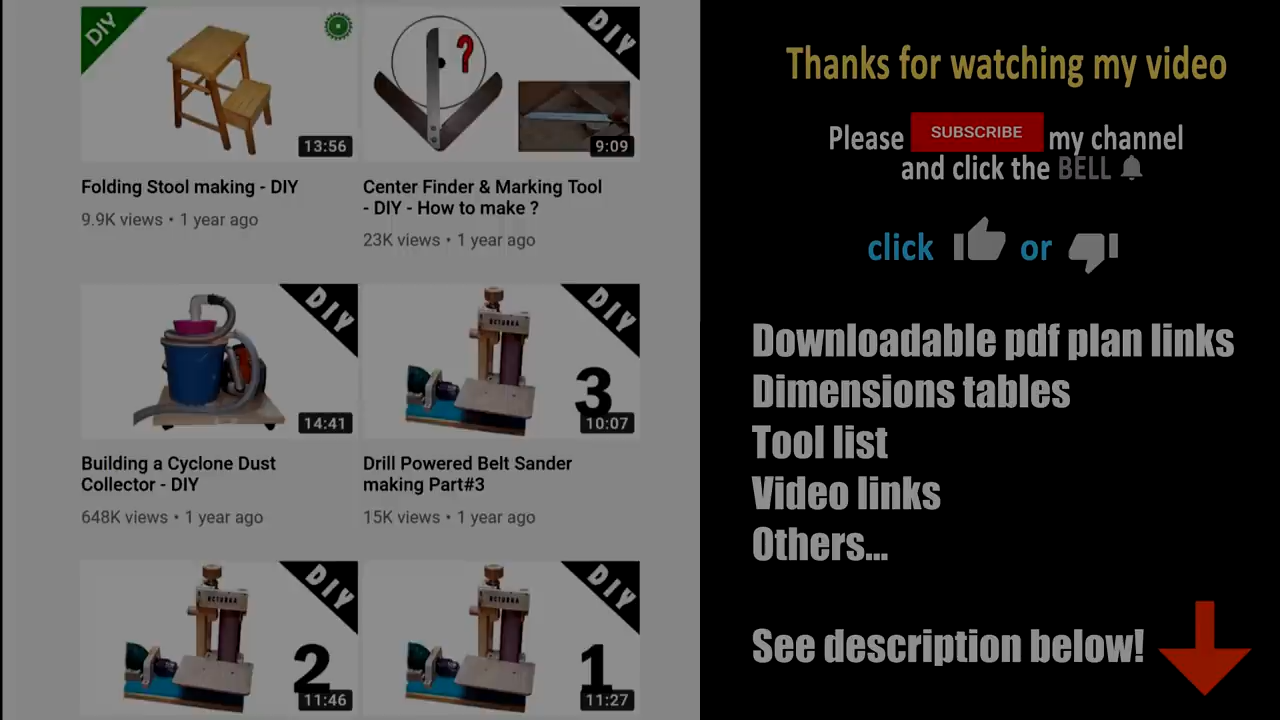 DIY
13:56
Folding Stool making - DIY
9.9K views • 1 year ago
DIY
?
9:09
Center Finder & Marking Tool
- DIY - How to make ?
23K views • 1 year ago
DIY
14:41
Building a Cyclone Dust
Collector - DIY
648K views • 1 year ago
DIY
3
10:07
Drill Powered Belt Sander
making Part#3
15K views • 1 year ago
DIY
2
11:46
DIY
1
11:27
Thanks for watching my video
Please SUBSCRIBE my channel
and click the BELL
click or
Downloadable pdf plan links
Dimensions tables
Tool list
Video links
Others...
See description below!